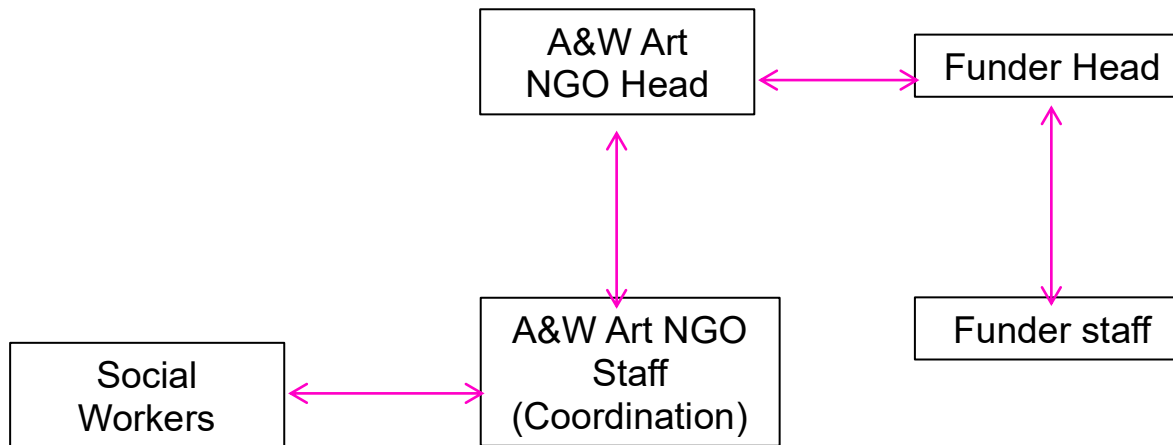 A&W Art
NGO Head
Funder Head
A&W Art NGO
Staff
(Coordination)
Funder staff
Social
Workers